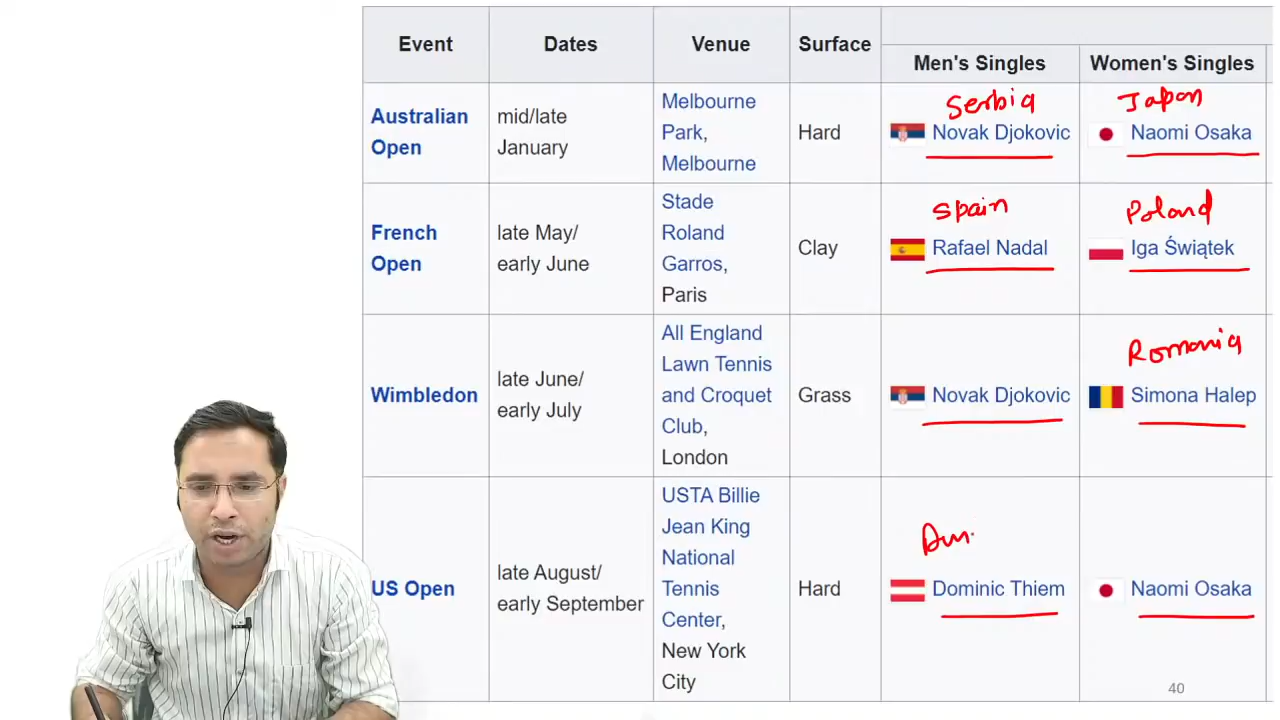 Event
Dates
Venue
Surface
Men's Singles
Women's Singles
Australian
Open
mid/late
January
Melbourne
Park,
Melbourne
Hard
Serbia
Novak Djokovic
Japan
Naomi Osaka
French
Open
late May/
early June
Stade
Roland
Garros,
Paris
Clay
Spain
Rafael Nadal
Poland
Iga Świątek
Wimbledon
late June/
early July
All England
Lawn Tennis
and Croquet
Club,
London
Grass
Novak Djokovic
Romania
Simona Halep
US Open
late August/
early September
USTA Billie
Jean King
National
Tennis
Center,
New York
City
Hard
Dominic Thiem
Naomi Osaka
40